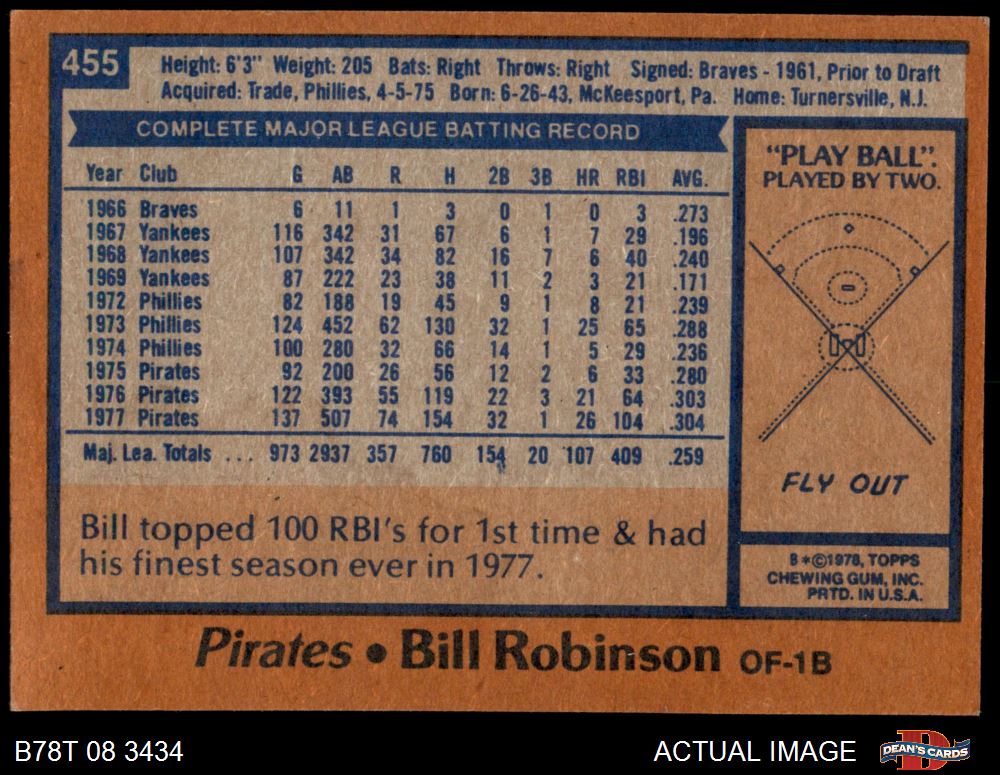 455
Height: 6'3" Weight: 205 Bats: Right Throws: Right Signed: Braves - 1961, Prior to Draft
Acquired: Trade, Phillies, 4-5-75 Born: 6-26-43, McKeesport, Pa. Home: Turnersville, N.J.
COMPLETE MAJOR LEAGUE BATTING RECORD
Year Club G AB R H 2B 3B HR RBI AVG.
1966 Braves 6 11 1 3 0 1 0 3 .273
1967 Yankees 116 342 31 67 6 1 7 29 .196
1968 Yankees 107 342 34 82 16 7 6 40 .240
1969 Yankees 87 222 23 38 11 2 3 21 .171
1972 Phillies 82 188 19 45 9 1 8 21 .239
1973 Phillies 124 452 62 130 32 1 25 65 .288
1974 Phillies 100 280 32 66 14 1 5 29 .236
1975 Pirates 92 200 26 56 12 2 6 33 .280
1976 Pirates 122 393 55 119 22 3 21 64 .303
1977 Pirates 137 507 74 154 32 1 26 104 .304
Maj. Lea. Totals ... 973 2937 357 760 154 20 107 409 .259
Bill topped 100 RBI's for 1st time & had
his finest season ever in 1977.
"PLAY BALL".
PLAYED BY TWO.
FLY OUT
B*©1978, TOPPS
CHEWING GUM, INC.
PRTD. IN U.S.A.
Pirates • Bill Robinson OF-1B
B78T 08 3434
ACTUAL IMAGE
D
DEAN'S CARDS